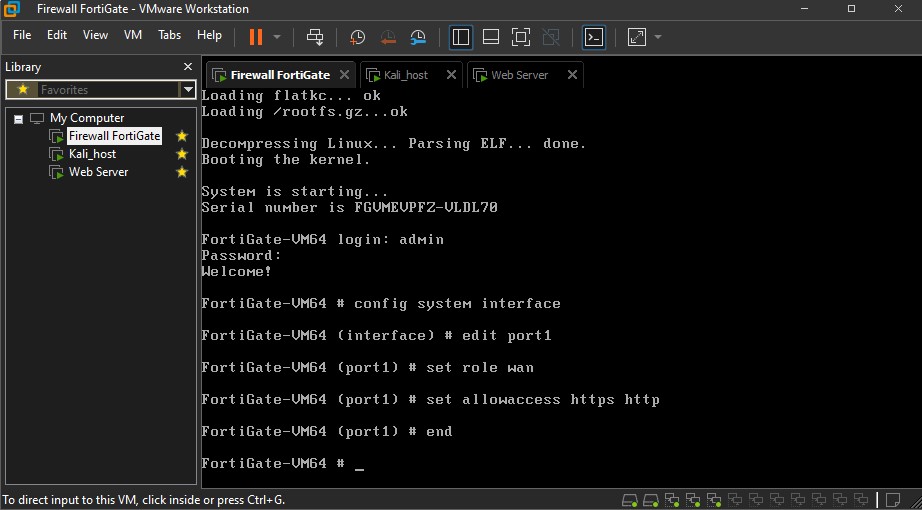 Firewall FortiGate - VMware Workstation
File Edit View VM Tabs Help
Library
Favorites
My Computer
Firewall FortiGate
Kali_host
Web Server
Firewall FortiGate Kali_host Web Server
Loading flatkc... ok
Loading /rootfs.gz...ok
Decompressing Linux... Parsing ELF... done.
Booting the kernel.
System is starting...
Serial number is FGVMEVPFZ-VLDL70
FortiGate-VM64 login: admin
Password:
Welcome!
FortiGate-VM64 # config system interface
FortiGate-VM64 (interface) # edit port1
FortiGate-VM64 (port1) # set role wan
FortiGate-VM64 (port1) # set allowaccess https http
FortiGate-VM64 (port1) # end
FortiGate-VM64 # _
To direct input to this VM, click inside or press Ctrl+G.